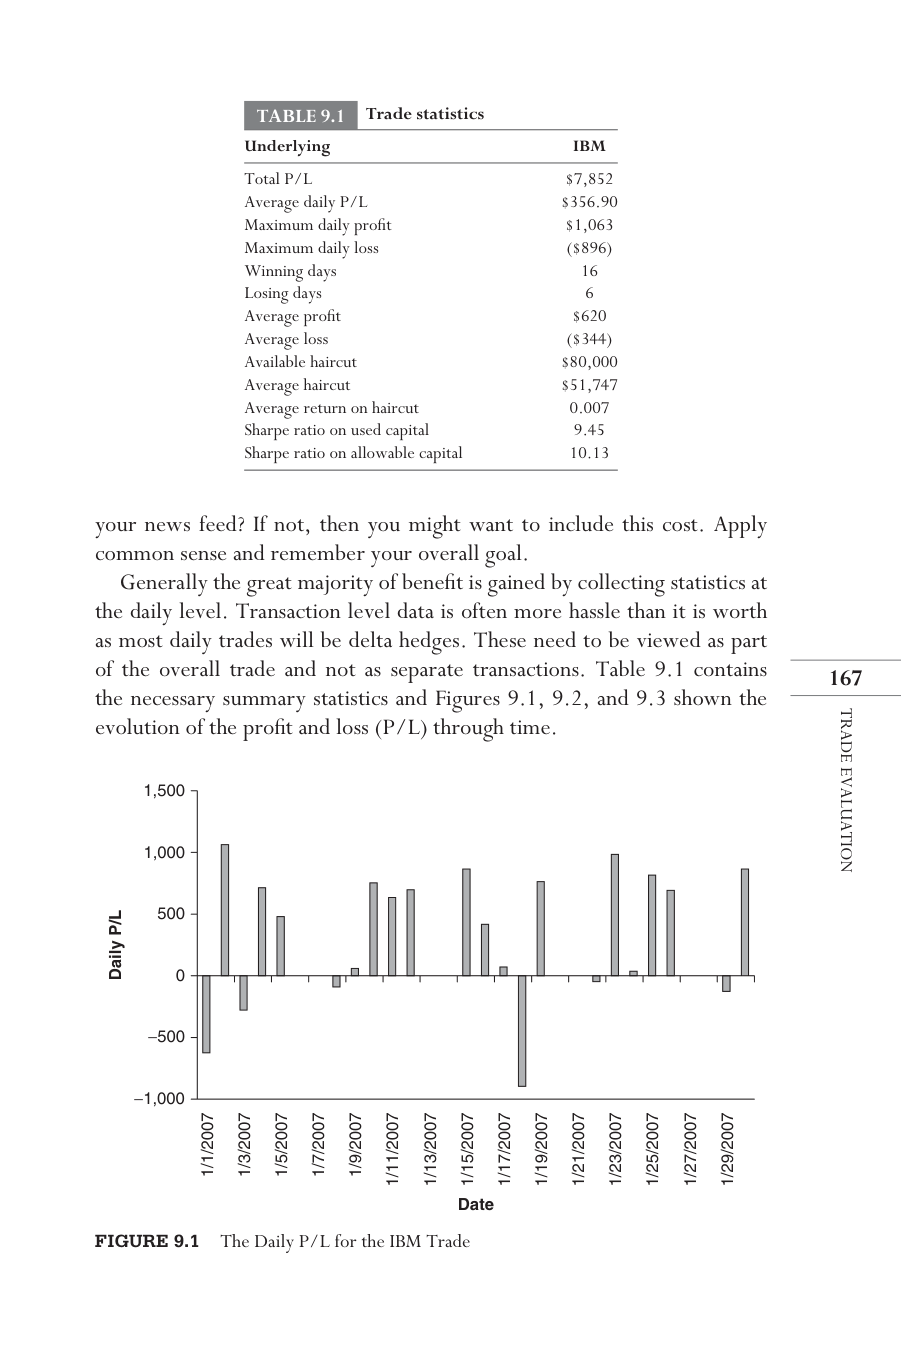 TABLE 9.1 Trade statistics
Underlying IBM
Total P/L $7,852
Average daily P/L $356.90
Maximum daily profit $1,063
Maximum daily loss ($896)
Winning days 16
Losing days 6
Average profit $620
Average loss ($344)
Available haircut $80,000
Average haircut $51,747
Average return on haircut 0.007
Sharpe ratio on used capital 9.45
Sharpe ratio on allowable capital 10.13
your news feed? If not, then you might want to include this cost. Apply
common sense and remember your overall goal.
Generally the great majority of benefit is gained by collecting statistics at
the daily level. Transaction level data is often more hassle than it is worth
as most daily trades will be delta hedges. These need to be viewed as part
of the overall trade and not as separate transactions. Table 9.1 contains
the necessary summary statistics and Figures 9.1, 9.2, and 9.3 shown the
evolution of the profit and loss (P/L) through time.
167
TRADE EVALUATION
1,500
1,000
500
0
–500
–1,000
Daily P/L
1/1/2007
1/3/2007
1/5/2007
1/7/2007
1/9/2007
1/11/2007
1/13/2007
1/15/2007
1/17/2007
1/19/2007
1/21/2007
1/23/2007
1/25/2007
1/27/2007
1/29/2007
Date
FIGURE 9.1 The Daily P/L for the IBM Trade